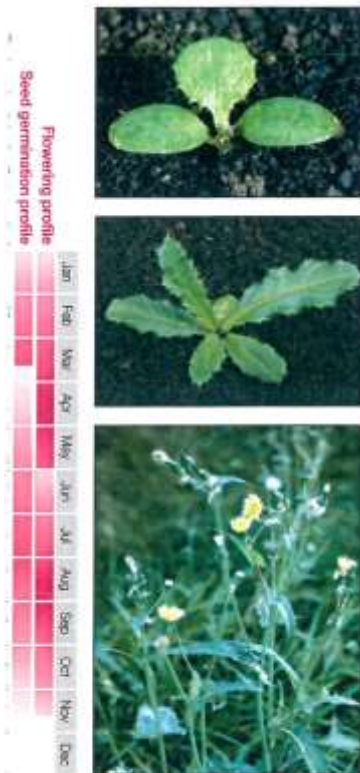 Jan Feb Mar Apr May Jun Jul Aug Sep Oct Nov Dec
Flowering profile
Seed germination profile